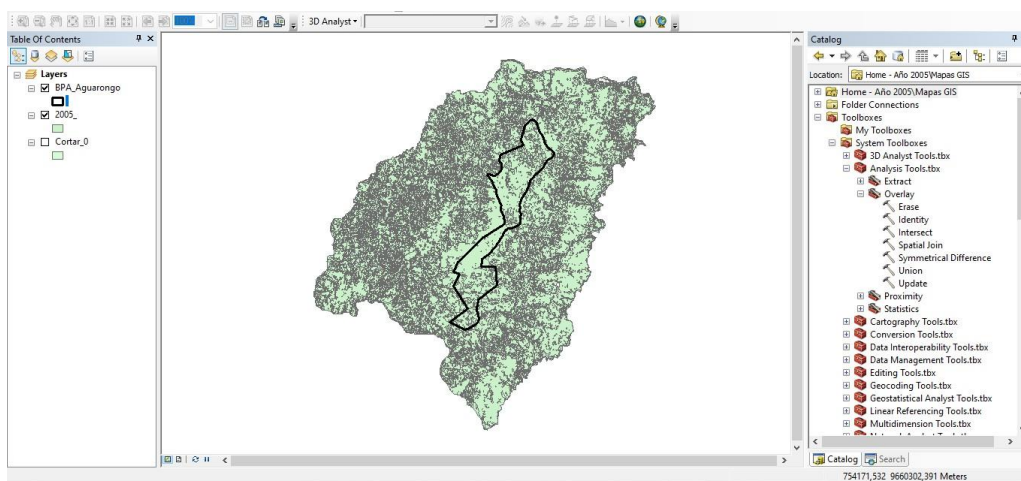 3D Analyst
Table Of Contents
Layers
BPA_Aguarongo
2005_
Cortar_0
Catalog
Location: Home - Año 2005\Mapas GIS
Home - Año 2005\Mapas GIS
Folder Connections
Toolboxes
My Toolboxes
System Toolboxes
3D Analyst Tools.tbx
Analysis Tools.tbx
Extract
Overlay
Erase
Identity
Intersect
Spatial Join
Symmetrical Difference
Union
Update
Proximity
Statistics
Cartography Tools.tbx
Conversion Tools.tbx
Data Interoperability Tools.tbx
Data Management Tools.tbx
Editing Tools.tbx
Geocoding Tools.tbx
Geostatistical Analyst Tools.tbx
Linear Referencing Tools.tbx
Multidimension Tools.tbx
Catalog Search
754171,532 9660302,391 Meters